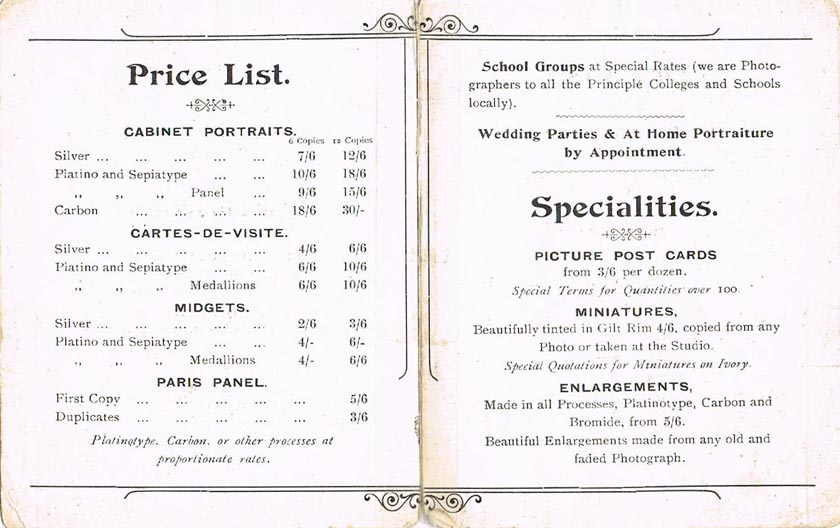 Price List.
CABINET PORTRAITS.
6 Copies 12 Copies
Silver ... ... ... ... ... 7/6 12/6
Platino and Sepiatype ... ... 10/6 18/6
,, ,, ,, Panel ... 9/6 15/6
Carbon ... ... ... ... 18/6 30/-
CARTES-DE-VISITE.
Silver ... ... ... ... ... 4/6 6/6
Platino and Sepiatype ... ... 6/6 10/6
,, ,, ,, Medallions 6/6 10/6
MIDGETS.
Silver ... ... ... ... ... 2/6 3/6
Platino and Sepiatype ... ... 4/- 6/-
,, ,, ,, Medallions 4/- 6/6
PARIS PANEL.
First Copy ... ... ... ... ... 5/6
Duplicates ... ... ... ... ... 3/6
Platinotype, Carbon, or other processes at
proportionate rates.
School Groups at Special Rates (we are Photo-
graphers to all the Principle Colleges and Schools
locally).
Wedding Parties & At Home Portraiture
by Appointment.
Specialities.
PICTURE POST CARDS
from 3/6 per dozen.
Special Terms for Quantities over 100.
MINIATURES,
Beautifully tinted in Gilt Rim 4/6, copied from any
Photo or taken at the Studio.
Special Quotations for Miniatures on Ivory.
ENLARGEMENTS,
Made in all Processes, Platinotype, Carbon and
Bromide, from 5/6.
Beautiful Enlargements made from any old and
faded Photograph.